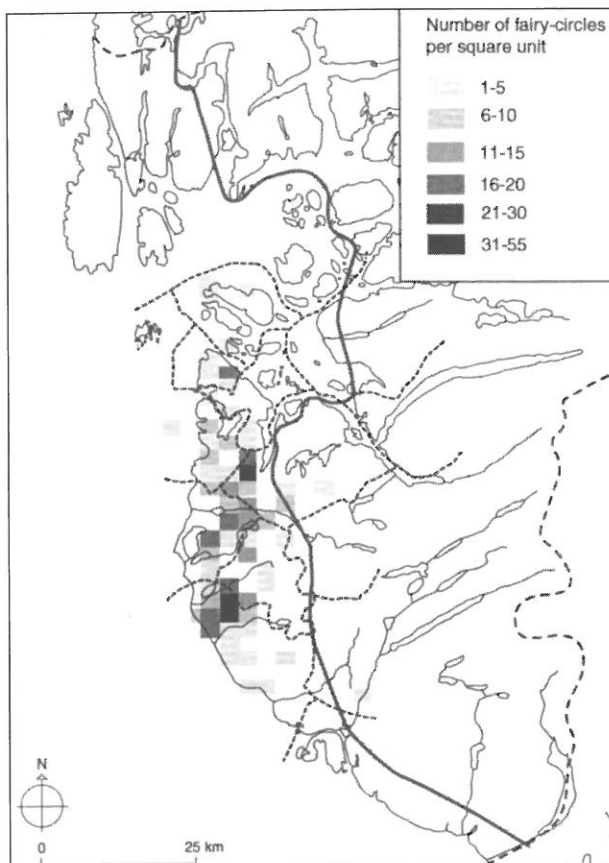 Number of fairy-circles
per square unit
1-5
6-10
11-15
16-20
21-30
31-55
N
0
25 km